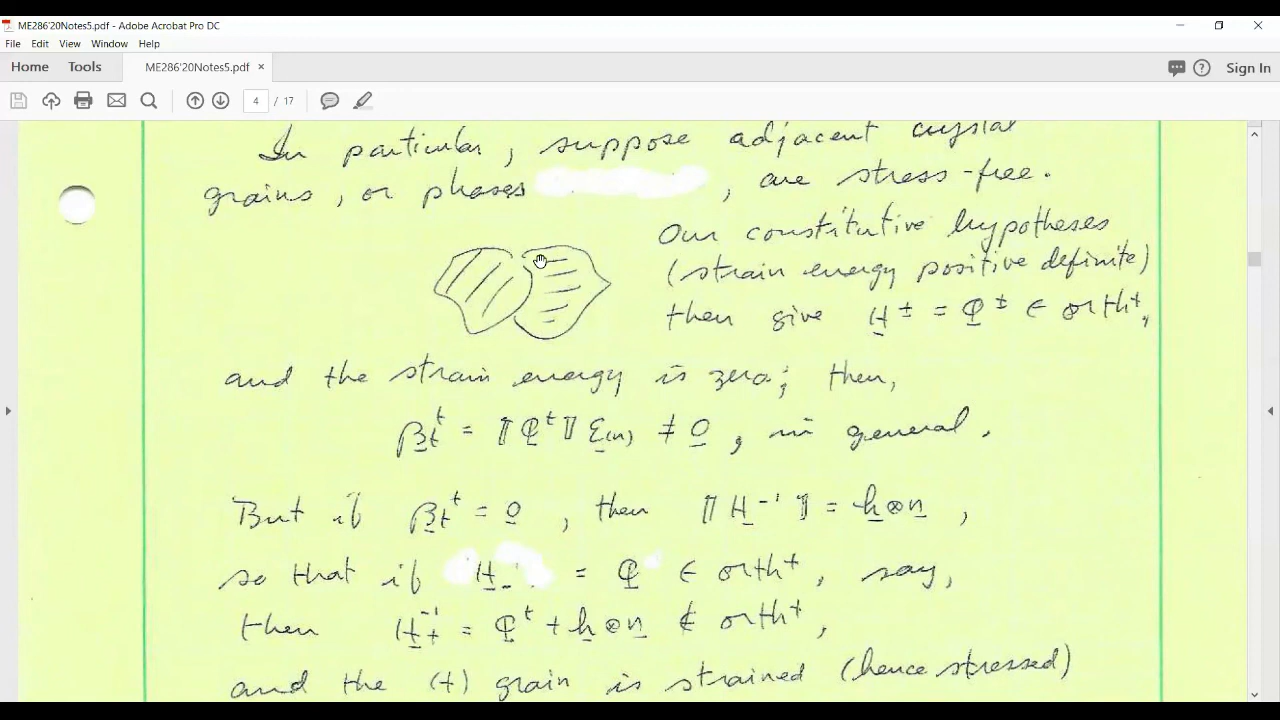 ME286'20Notes5.pdf - Adobe Acrobat Pro DC
File Edit View Window Help
Home Tools ME286'20Notes5.pdf × Sign In
4 / 17
In particular, suppose adjacent crystal
grains, or phases , are stress-free.
Our constitutive hypotheses
(strain energy positive definite)
then give H± = Q± ∈ orth⁺,
and the strain energy is zero; then,
βtᵗ = ⟦Qᵗ⟧ε(n) ≠ 0, in general.
But if βtᵗ = 0, then ⟦H⁻¹⟧ = h⊗n,
so that if H₋ = Q ∈ orth⁺, say,
then H₊⁻¹ = Qᵗ + h⊗n ∉ orth⁺,
and the (+) grain is strained (hence stressed)